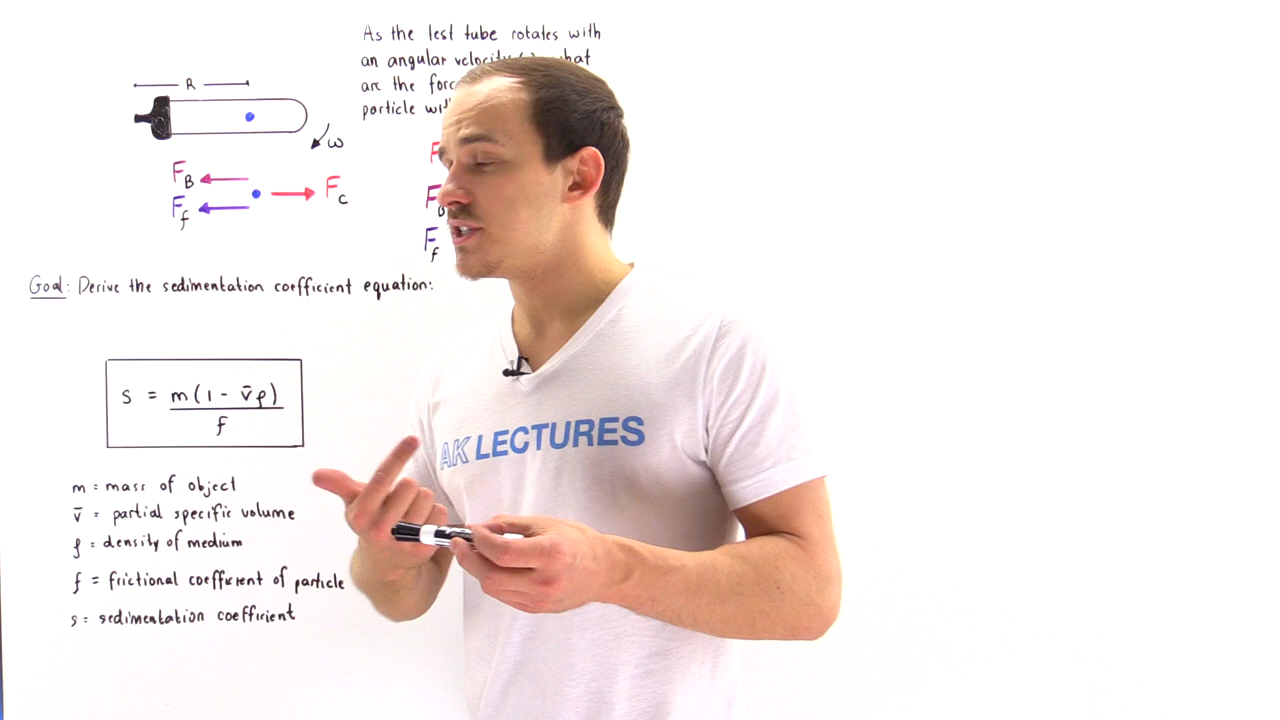 As the test tube rotates with
an angular velocity
are the
particle
R
ω
F_B
F_f
F_c
F
F_B
F_f
Goal: Derive the sedimentation coefficient equation:
s = m(1 - v̄ρ)
f
m = mass of object
v̄ = partial specific volume
ρ = density of medium
f = frictional coefficient of particle
s = sedimentation coefficient
AK LECTURES